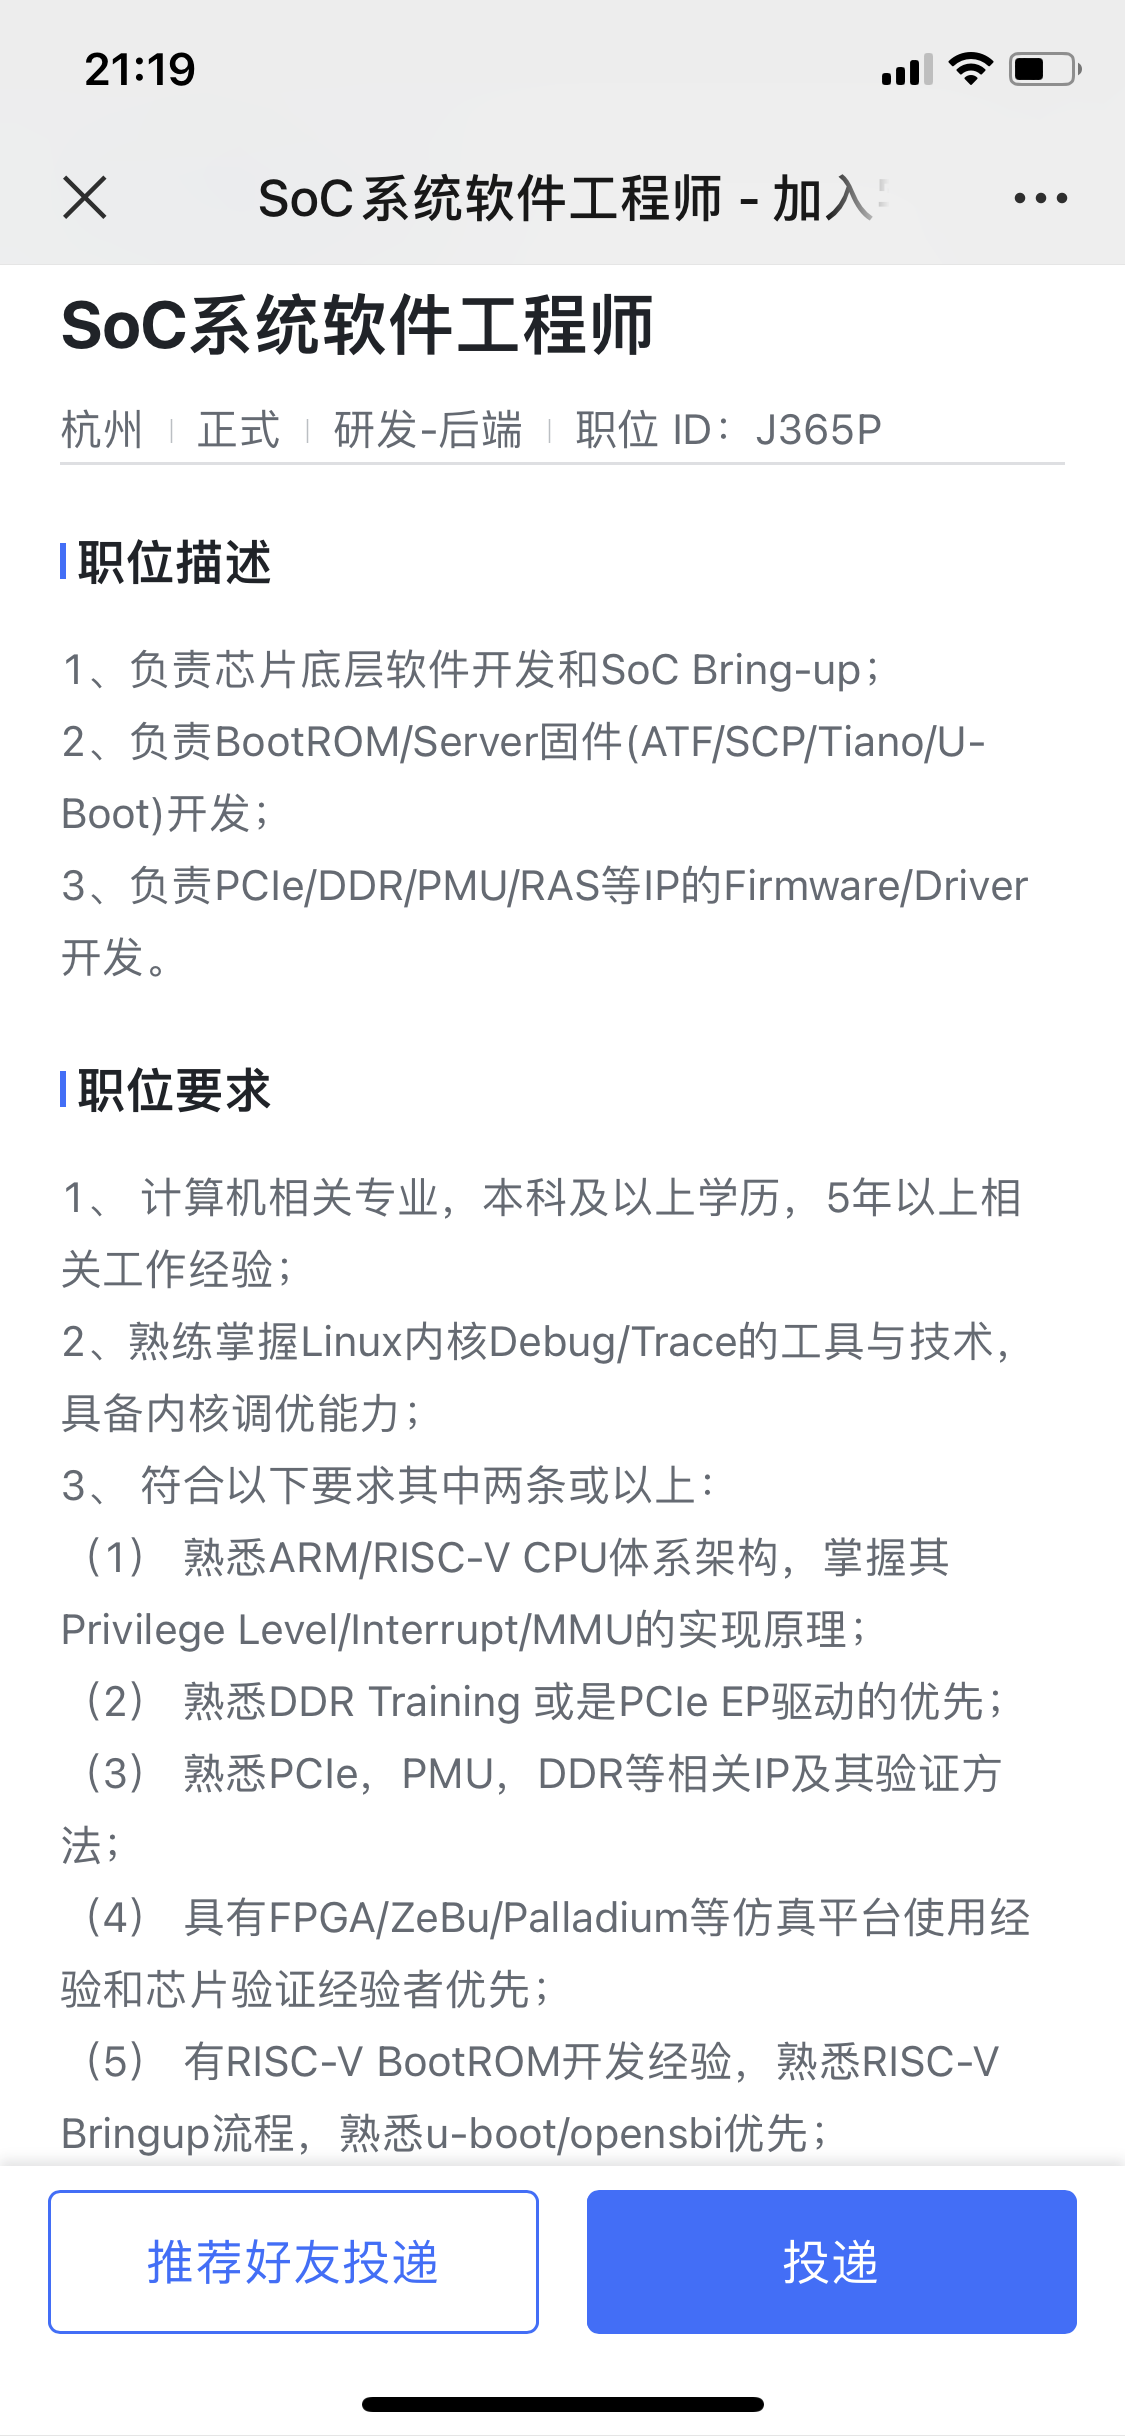 21:19
SoC系统软件工程师 - 加入
SoC系统软件工程师
杭州 | 正式 | 研发-后端 | 职位 ID：J365P
职位描述
1、负责芯片底层软件开发和SoC Bring-up；
2、负责BootROM/Server固件(ATF/SCP/Tiano/U-
Boot)开发；
3、负责PCIe/DDR/PMU/RAS等IP的Firmware/Driver
开发。
职位要求
1、 计算机相关专业，本科及以上学历，5年以上相
关工作经验；
2、熟练掌握Linux内核Debug/Trace的工具与技术，
具备内核调优能力；
3、 符合以下要求其中两条或以上：
（1） 熟悉ARM/RISC-V CPU体系架构，掌握其
Privilege Level/Interrupt/MMU的实现原理；
（2） 熟悉DDR Training 或是PCIe EP驱动的优先；
（3） 熟悉PCIe，PMU，DDR等相关IP及其验证方
法；
（4） 具有FPGA/ZeBu/Palladium等仿真平台使用经
验和芯片验证经验者优先；
（5） 有RISC-V BootROM开发经验，熟悉RISC-V
Bringup流程，熟悉u-boot/opensbi优先；
推荐好友投递
投递